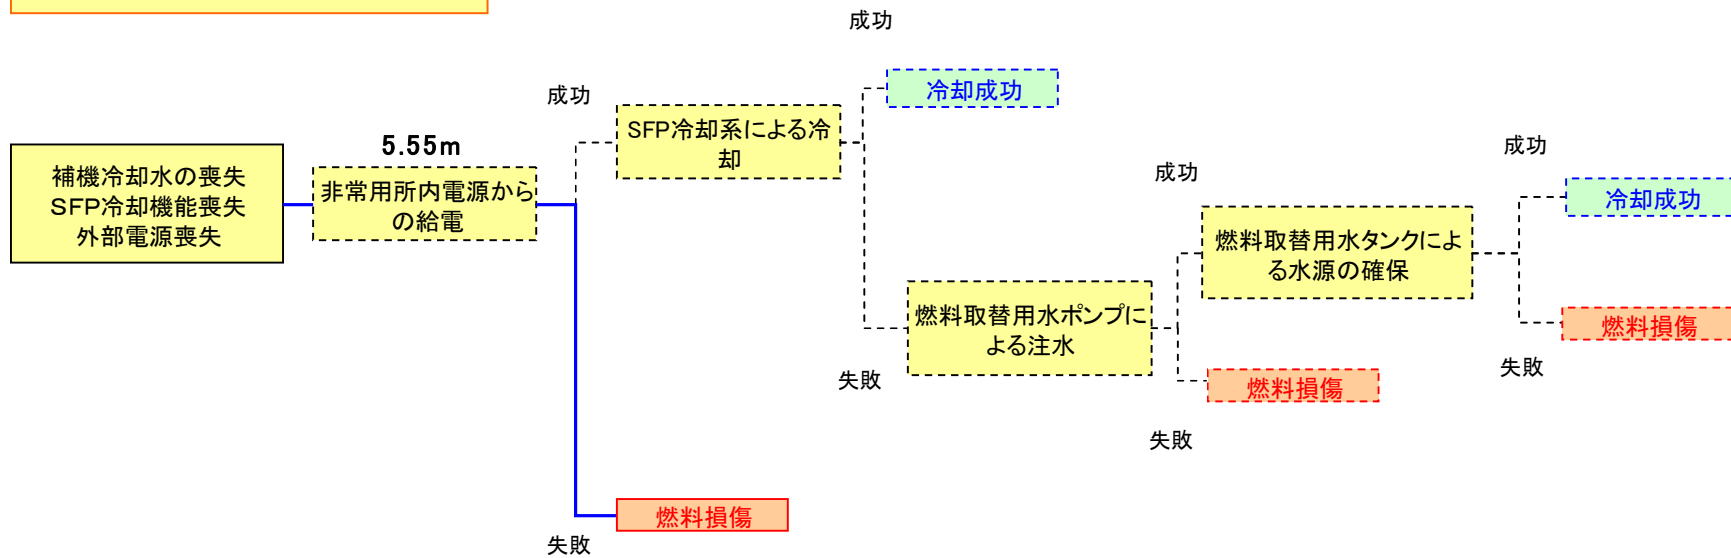 成功
冷却成功
成功
SFP冷却系による冷
却
5.55m
補機冷却水の喪失
SFP冷却機能喪失
外部電源喪失
非常用所内電源から
の給電
成功
成功
冷却成功
燃料取替用水タンクによ
る水源の確保
燃料取替用水ポンプに
よる注水
燃料損傷
失敗
燃料損傷
失敗
失敗
燃料損傷
失敗